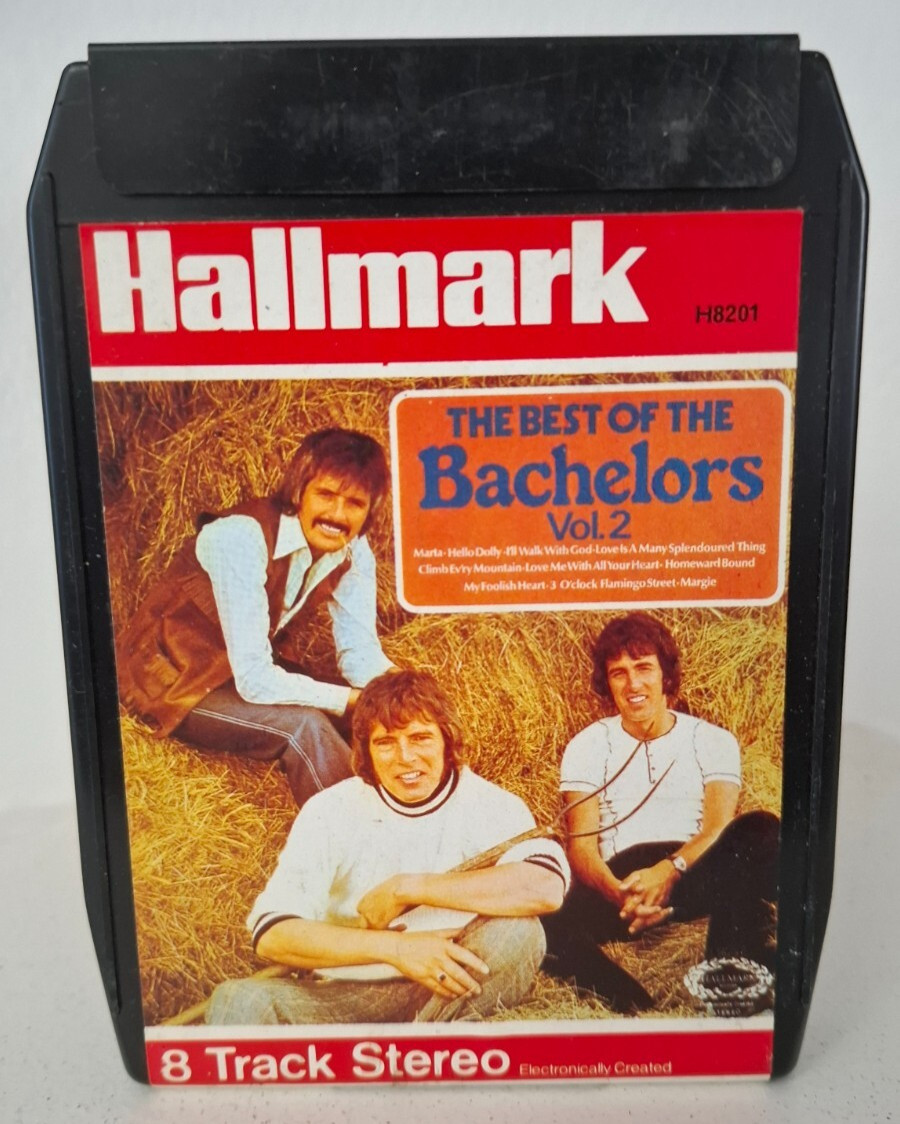 Hallmark
H8201
THE BEST OF THE
Bachelors
Vol. 2
Marta · Hello Dolly · I'll Walk With God · Love Is A Many Splendoured Thing
Climb Ev'ry Mountain · Love Me With All Your Heart · Homeward Bound
My Foolish Heart · 3 O'clock Flamingo Street · Margie
HALLMARK
STEREO
8 Track Stereo Electronically Created